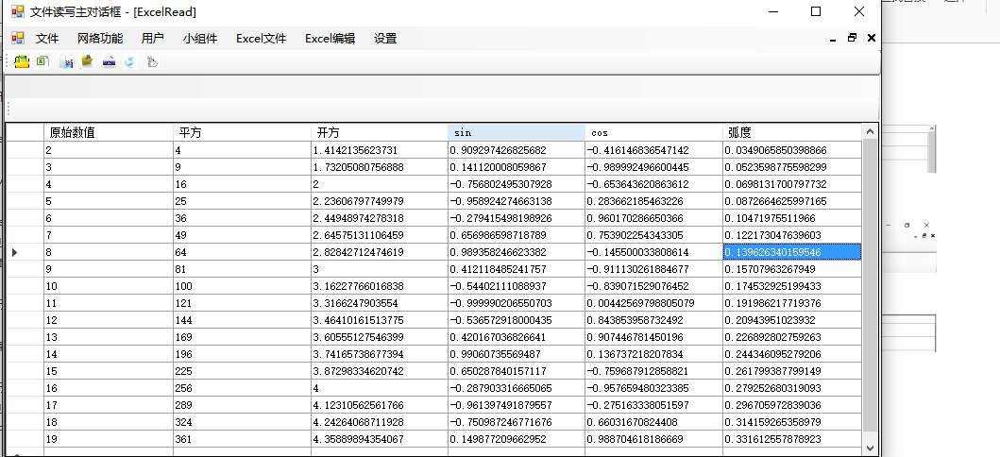 文件读写主对话框 - [ExcelRead]
文件 网络功能 用户 小组件 Excel文件 Excel编辑 设置
原始数值 平方 开方 sin cos 弧度
2 4 1.4142135623731 0.909297426825682 -0.416146836547142 0.0349065850398866
3 9 1.73205080756888 0.141120008059867 -0.989992496600445 0.0523598775598299
4 16 2 -0.756802495307928 -0.653643620863612 0.0698131700797732
5 25 2.23606797749979 -0.958924274663138 0.283662185463226 0.0872664625997165
6 36 2.44948974278318 -0.279415498198926 0.960170286650366 0.10471975511966
7 49 2.64575131106459 0.656986598718789 0.753902254343305 0.122173047639603
8 64 2.82842712474619 0.989358246623382 -0.145500033808614 0.139626340159546
9 81 3 0.412118485241757 -0.911130261884677 0.15707963267949
10 100 3.16227766016838 -0.54402111088937 -0.839071529076452 0.174532925199433
11 121 3.3166247903554 -0.999990206550703 0.00442569798805079 0.191986217719376
12 144 3.46410161513775 -0.536572918000435 0.843853958732492 0.20943951023932
13 169 3.60555127546399 0.420167036826641 0.907446781450196 0.226892802759263
14 196 3.74165738677394 0.99060735569487 0.136737218207834 0.244346095279206
15 225 3.87298334620742 0.650287840157117 -0.759687912858821 0.261799387799149
16 256 4 -0.287903316665065 -0.957659480323385 0.279252680319093
17 289 4.12310562561766 -0.961397491879557 -0.275163338051597 0.296705972839036
18 324 4.24264068711928 -0.750987246771676 0.66031670824408 0.314159265358979
19 361 4.35889894354067 0.149877209662952 0.988704618186669 0.331612557878923